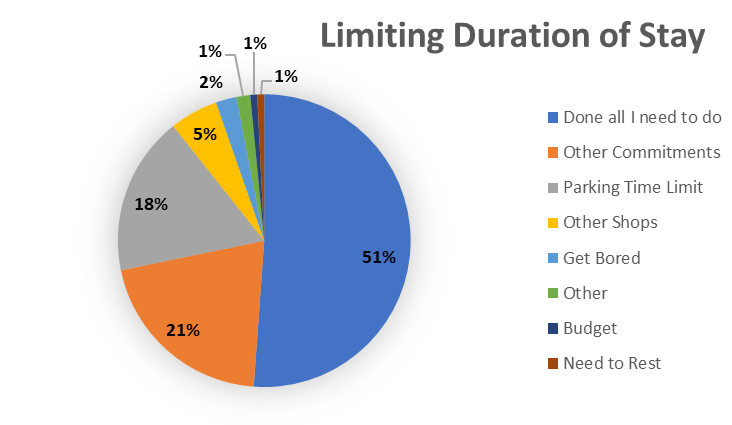 Limiting Duration of Stay
1%
1%
1%
2%
5%
18%
51%
21%
Done all I need to do
Other Commitments
Parking Time Limit
Other Shops
Get Bored
Other
Budget
Need to Rest